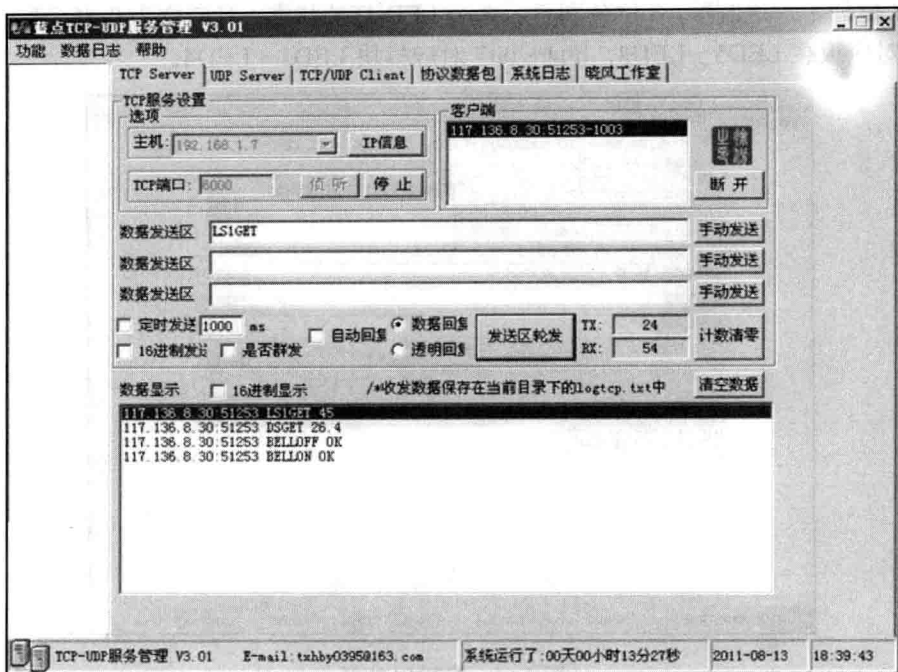 蓝点TCP-UDP服务管理 V3.01
功能 数据日志 帮助
TCP Server UDP Server TCP/UDP Client 协议数据包 系统日志 晓风工作室
TCP服务设置
选项
主机: 192.168.1.7 IP信息
TCP端口: 6000 侦听 停止
客户端
117.136.8.30:51253-1003
断开
数据发送区 LS1GET 手动发送
数据发送区 手动发送
数据发送区 手动发送
定时发送 1000 ms
16进制发送 是否群发
自动回复
数据回复
透明回复
发送区轮发
TX: 24
RX: 54
计数清零
数据显示 16进制显示 /*收发数据保存在当前目录下的logtcp.txt中 清空数据
117.136.8.30:51253 LS1GET 45
117.136.8.30:51253 DSGET 26.4
117.136.8.30:51253 BELLOFF OK
117.136.8.30:51253 BELLON OK
TCP-UDP服务管理 V3.01 E-mail:txhby0395@163.com 系统运行了:00天00小时13分27秒 2011-08-13 18:39:43